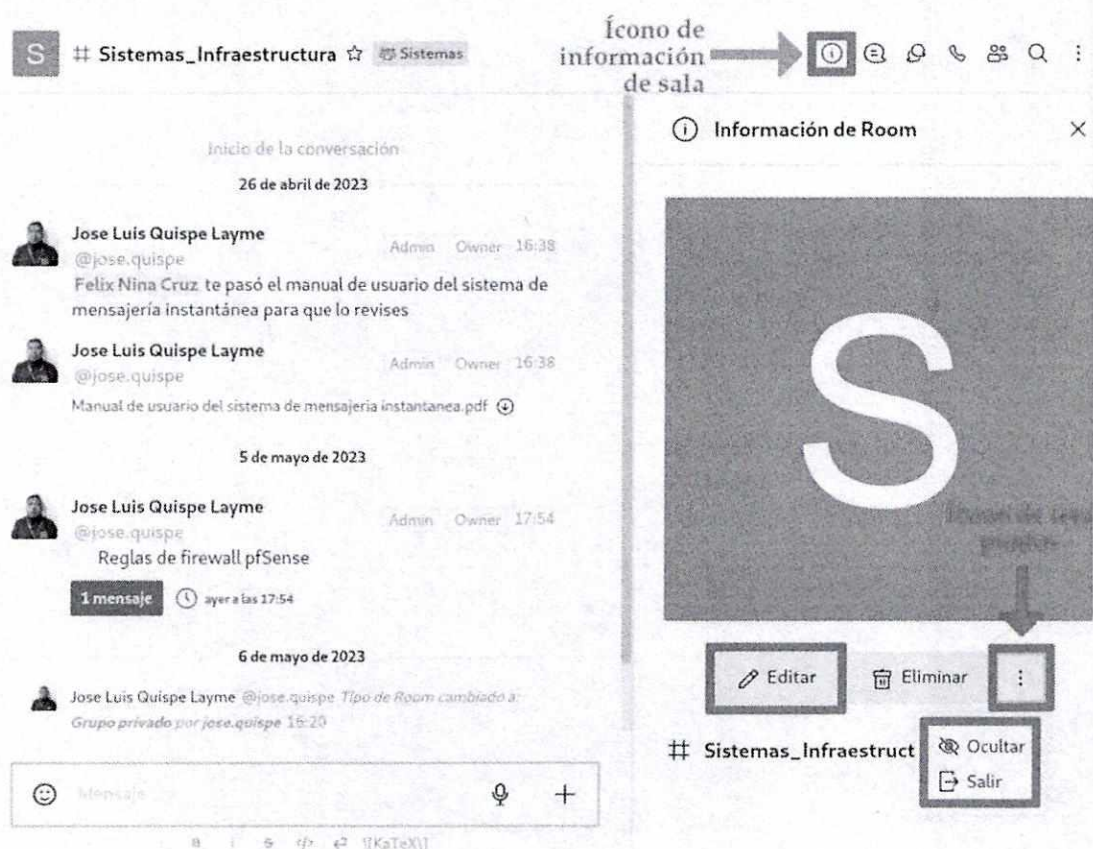 S # Sistemas_Infraestructura Sistemas
Ícono de
información
de sala
Inicio de la conversación
26 de abril de 2023
Jose Luis Quispe Layme
@jose.quispe
Admin Owner 16:38
Felix Nina Cruz te pasó el manual de usuario del sistema de
mensajería instantánea para que lo revises
Jose Luis Quispe Layme
@jose.quispe
Admin Owner 16:38
Manual de usuario del sistema de mensajeria instantanea.pdf
5 de mayo de 2023
Jose Luis Quispe Layme
@jose.quispe
Admin Owner 17:54
Reglas de firewall pfSense
1 mensaje ayer a las 17:54
6 de mayo de 2023
Jose Luis Quispe Layme @jose.quispe Tipo de Room cambiado a:
Grupo privado por jose.quispe 16:20
Mensaje
B i S </> [KaTeX]
Información de Room
S
puntos
Editar
Eliminar
# Sistemas_Infraestruct
Ocultar
Salir